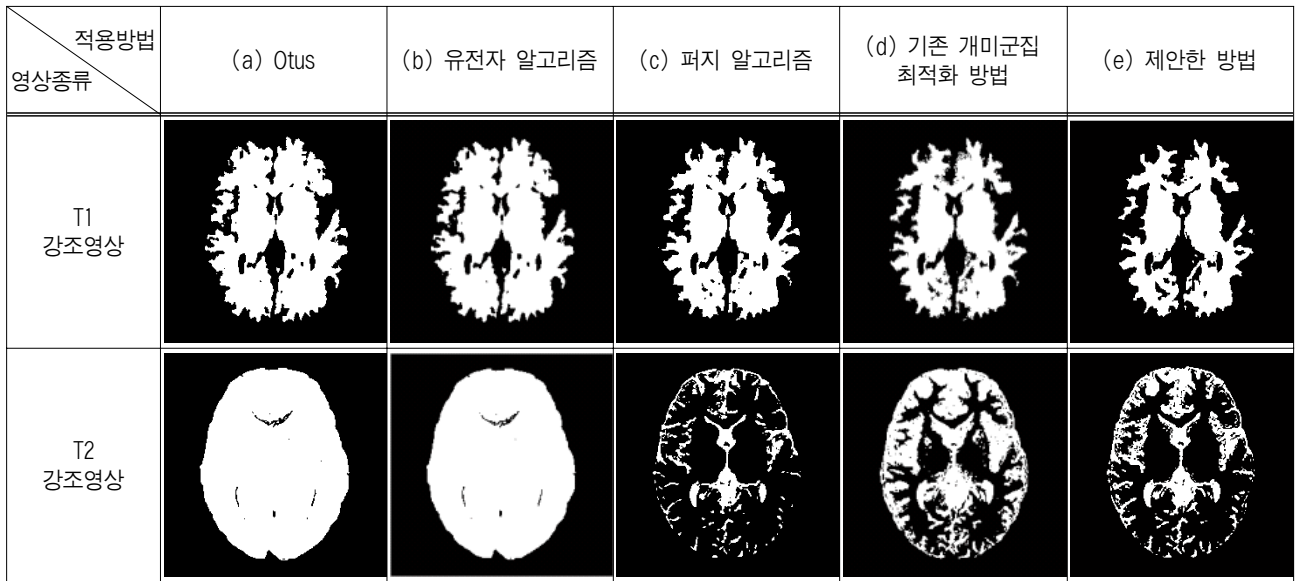 적용방법
영상종류
(a) Otus
(b) 유전자 알고리즘
(c) 퍼지 알고리즘
(d) 기존 개미군집
최적화 방법
(e) 제안한 방법
T1
강조영상
T2
강조영상